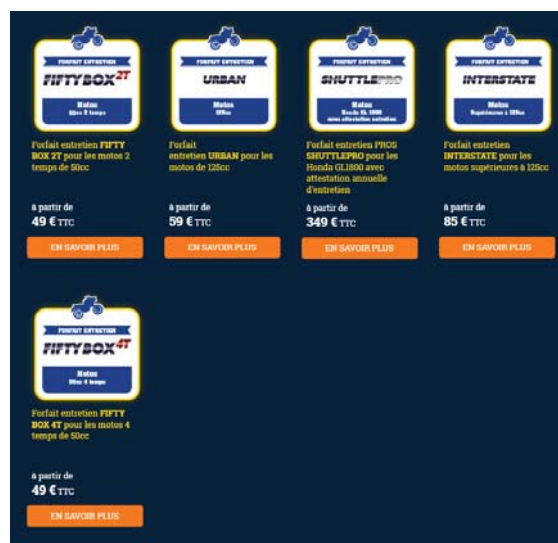 FORFAIT ENTRETIEN
FIFTY BOX 2T
Motos
50cc 2 temps
Forfait entretien FIFTY
BOX 2T pour les motos 2
temps de 50cc
à partir de
49 € TTC
EN SAVOIR PLUS
FORFAIT ENTRETIEN
URBAN
Motos
125cc
Forfait
entretien URBAN pour les
motos de 125cc
à partir de
59 € TTC
EN SAVOIR PLUS
FORFAIT ENTRETIEN
SHUTTLEPRO
Motos
Honda GL 1800
avec attestation entretien
Forfait entretien PROS
SHUTTLEPRO pour les
Honda GL1800 avec
attestation annuelle
d'entretien
à partir de
349 € TTC
EN SAVOIR PLUS
FORFAIT ENTRETIEN
INTERSTATE
Motos
Supérieures à 125cc
Forfait entretien
INTERSTATE pour les
motos supérieures à 125cc
à partir de
85 € TTC
EN SAVOIR PLUS
FORFAIT ENTRETIEN
FIFTY BOX 4T
Motos
50cc 4 temps
Forfait entretien FIFTY
BOX 4T pour les motos 4
temps de 50cc
à partir de
49 € TTC
EN SAVOIR PLUS